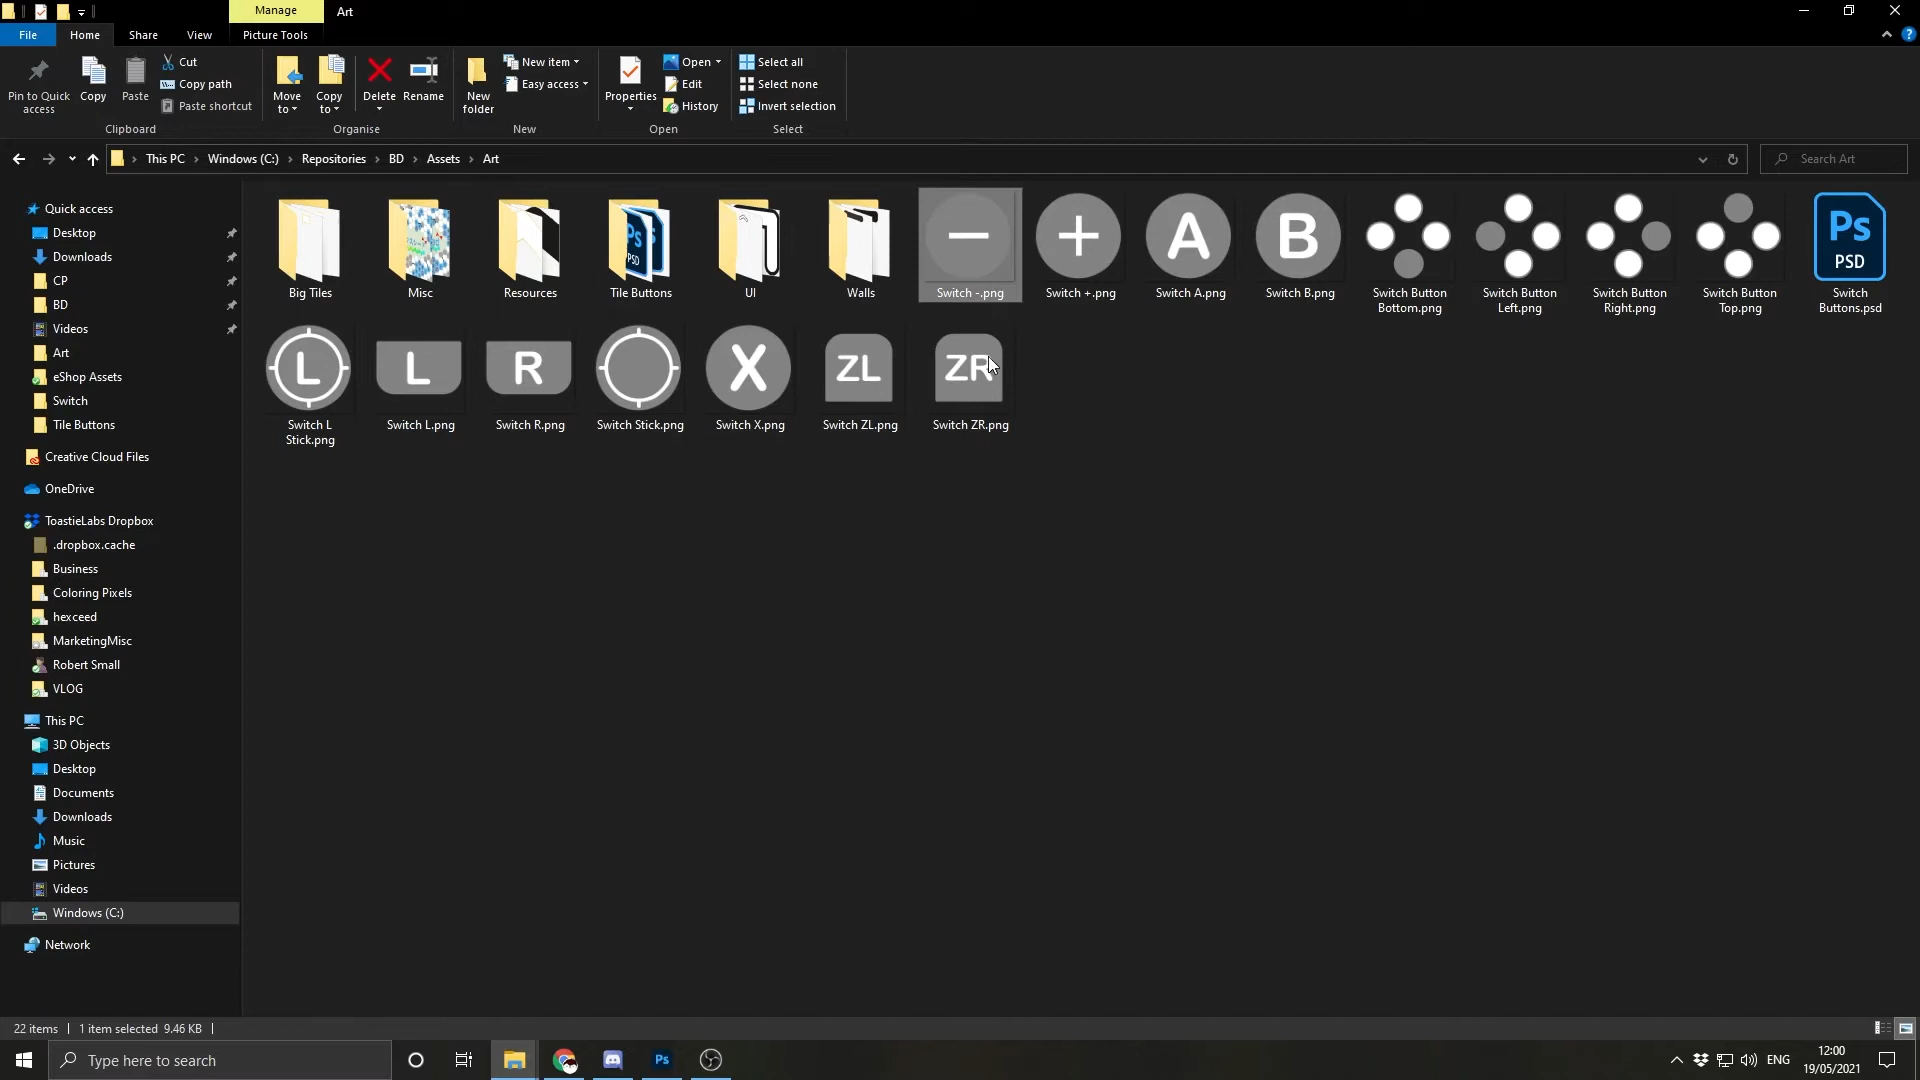 Manage
Art
File
Home
Share
View
Picture Tools
Pin to Quick
access
Copy
Paste
Cut
Copy path
Paste shortcut
Clipboard
Move
to
Copy
to
Delete
Rename
Organise
New
folder
New item
Easy access
New
Properties
Open
Edit
History
Open
Select all
Select none
Invert selection
Select
This PC
Windows (C:)
Repositories
BD
Assets
Art
Search Art
Quick access
Desktop
Downloads
CP
BD
Videos
Art
eShop Assets
Switch
Tile Buttons
Creative Cloud Files
OneDrive
ToastieLabs Dropbox
.dropbox.cache
Business
Coloring Pixels
hexceed
MarketingMisc
Robert Small
VLOG
This PC
3D Objects
Desktop
Documents
Downloads
Music
Pictures
Videos
Windows (C:)
Network
Big Tiles
Misc
Resources
Ps
PSD
Tile Buttons
UI
Walls
Switch -.png
Switch +.png
A
Switch A.png
B
Switch B.png
Switch Button
Bottom.png
Switch Button
Left.png
Switch Button
Right.png
Switch Button
Top.png
Ps
PSD
Switch
Buttons.psd
L
Switch L
Stick.png
L
Switch L.png
R
Switch R.png
Switch Stick.png
X
Switch X.png
ZL
Switch ZL.png
ZR
Switch ZR.png
22 items
1 item selected 9.46 KB
Type here to search
Ps
ENG
12:00
19/05/2021